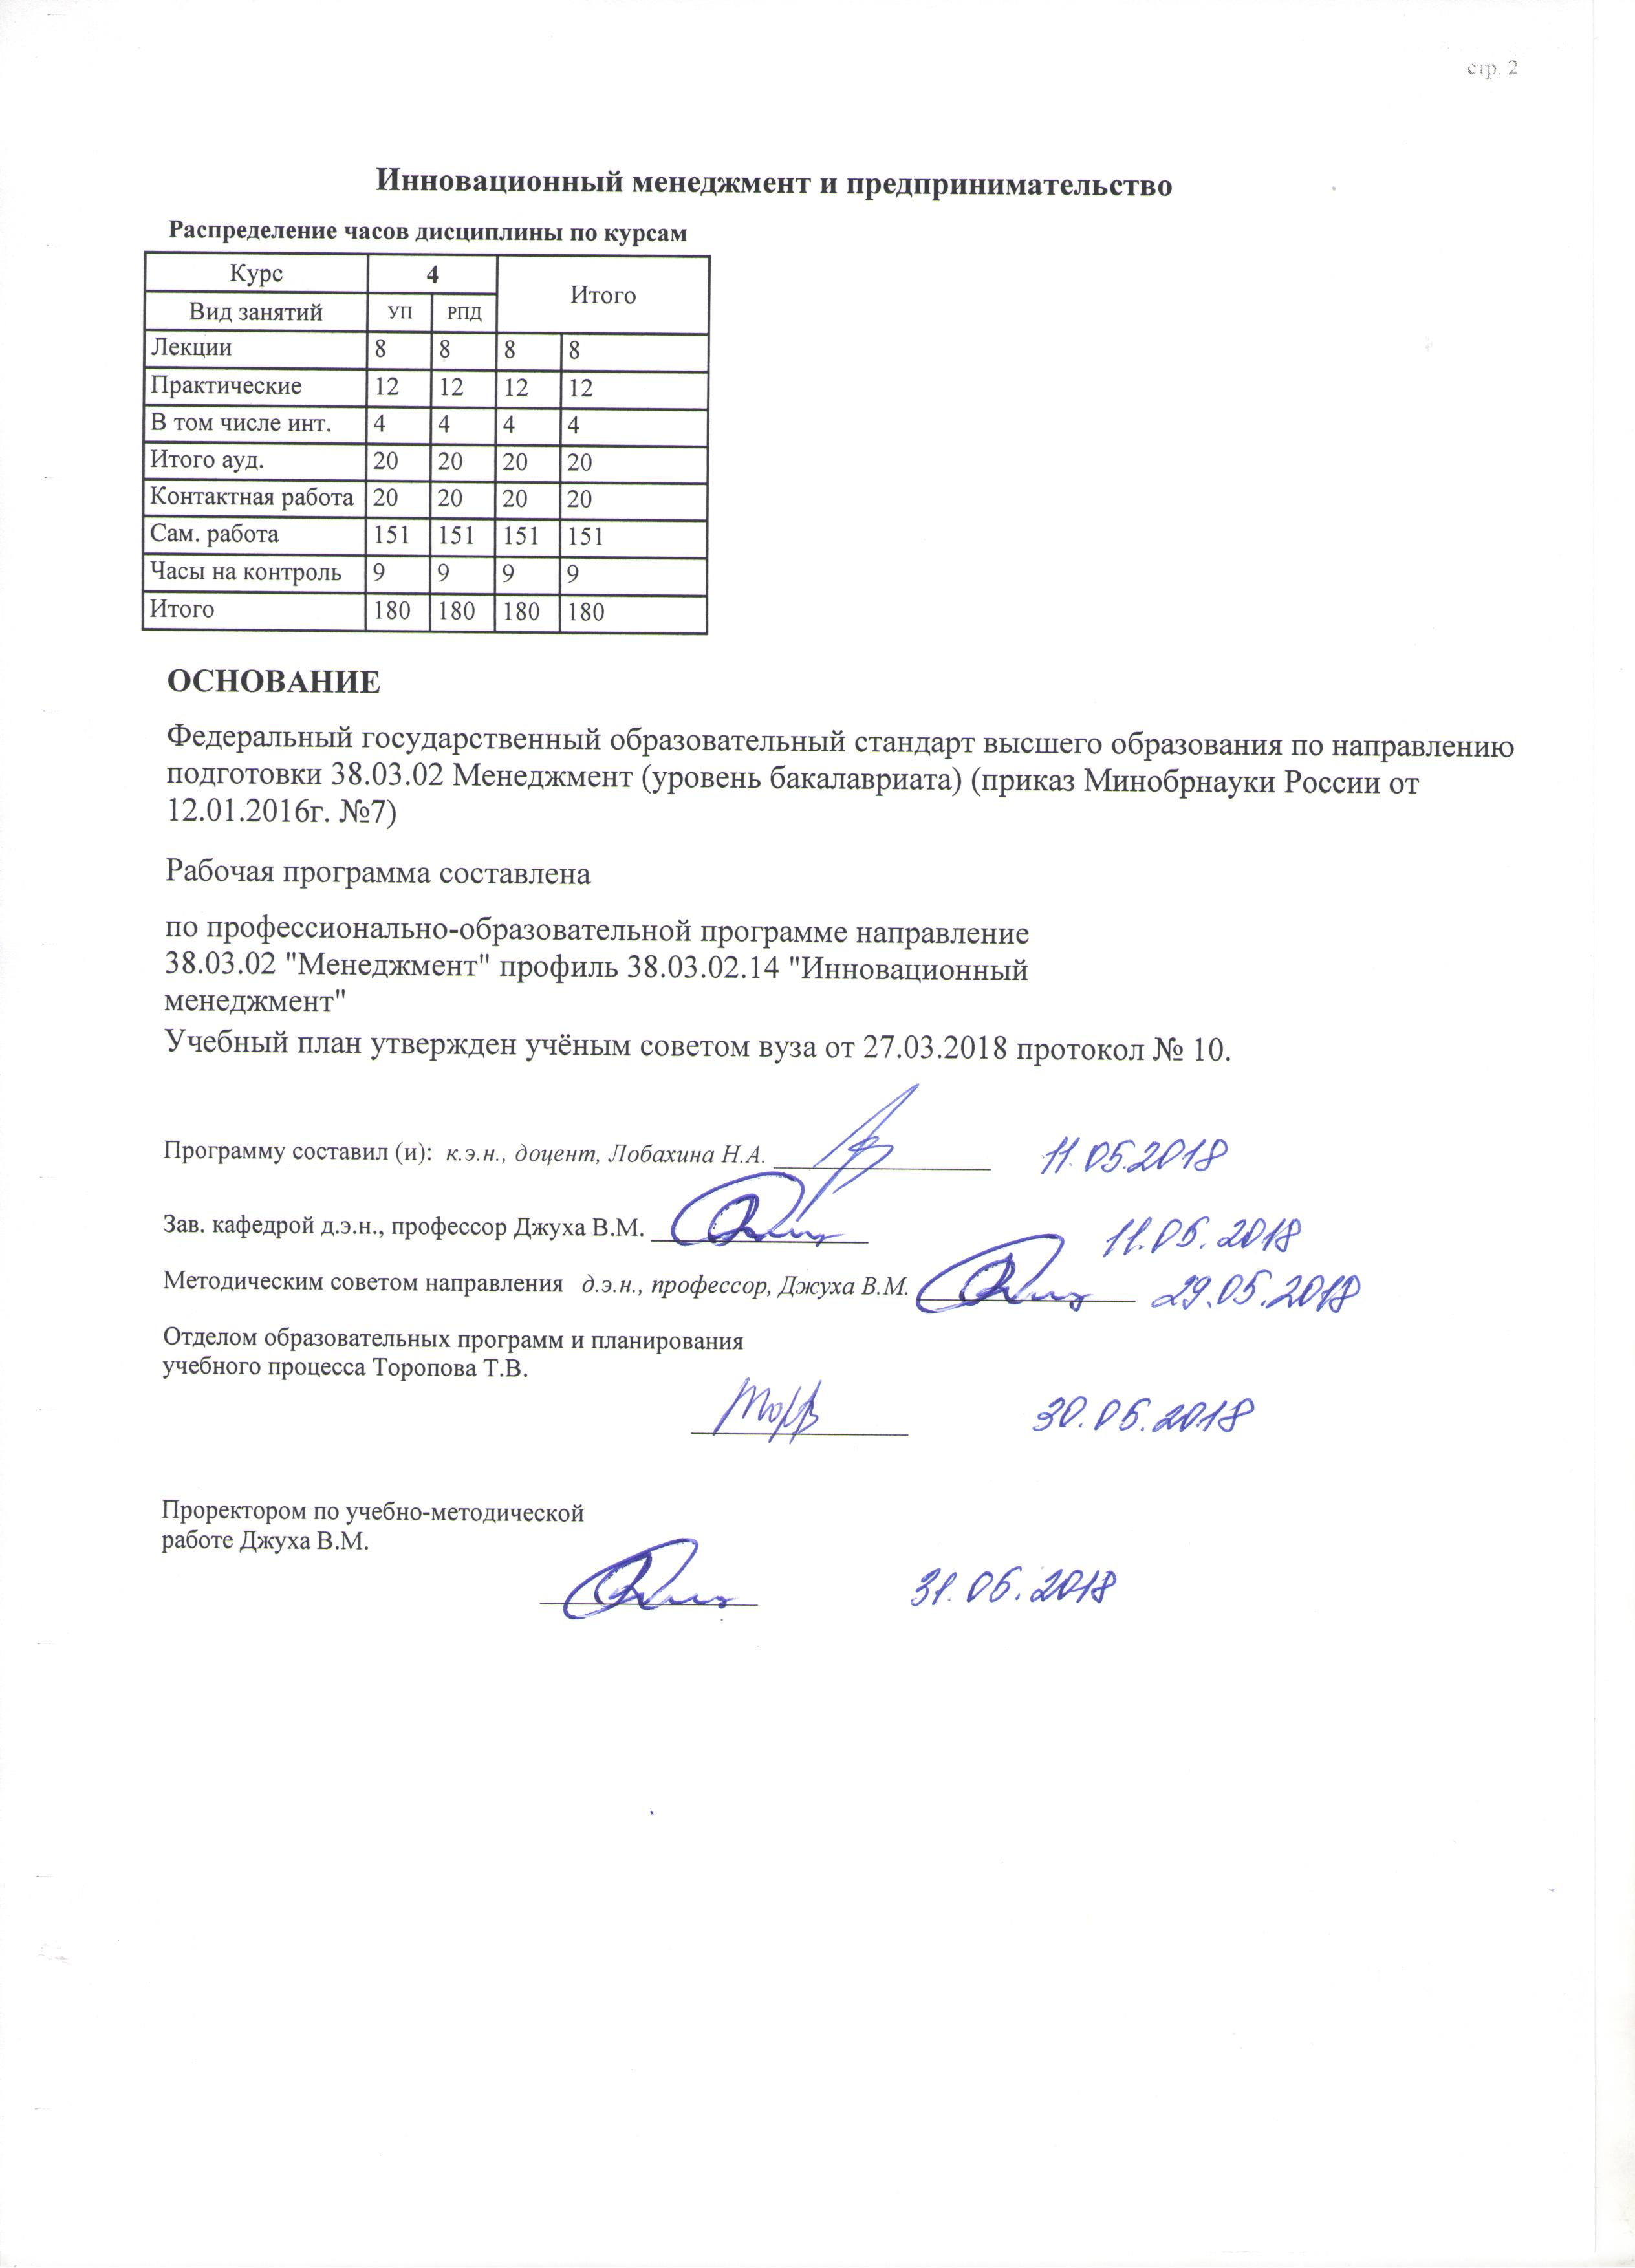 стр. 2
Инновационный менеджмент и предпринимательство
Распределение часов дисциплины по курсам
Курс 4 Итого
Вид занятий УП РПД
Лекции 8 8 8 8
Практические 12 12 12 12
В том числе инт. 4 4 4 4
Итого ауд. 20 20 20 20
Контактная работа 20 20 20 20
Сам. работа 151 151 151 151
Часы на контроль 9 9 9 9
Итого 180 180 180 180
ОСНОВАНИЕ
Федеральный государственный образовательный стандарт высшего образования по направлению
подготовки 38.03.02 Менеджмент (уровень бакалавриата) (приказ Минобрнауки России от
12.01.2016г. №7)
Рабочая программа составлена
по профессионально-образовательной программе направление
38.03.02 "Менеджмент" профиль 38.03.02.14 "Инновационный
менеджмент"
Учебный план утвержден учёным советом вуза от 27.03.2018 протокол № 10.
Программу составил (и): к.э.н., доцент, Лобахина Н.А. 11.05.2018
Зав. кафедрой д.э.н., профессор Джуха В.М. 11.05.2018
Методическим советом направления д.э.н., профессор, Джуха В.М. 29.05.2018
Отделом образовательных программ и планирования
учебного процесса Торопова Т.В.
30.05.2018
Проректором по учебно-методической
работе Джуха В.М.
31.05.2018